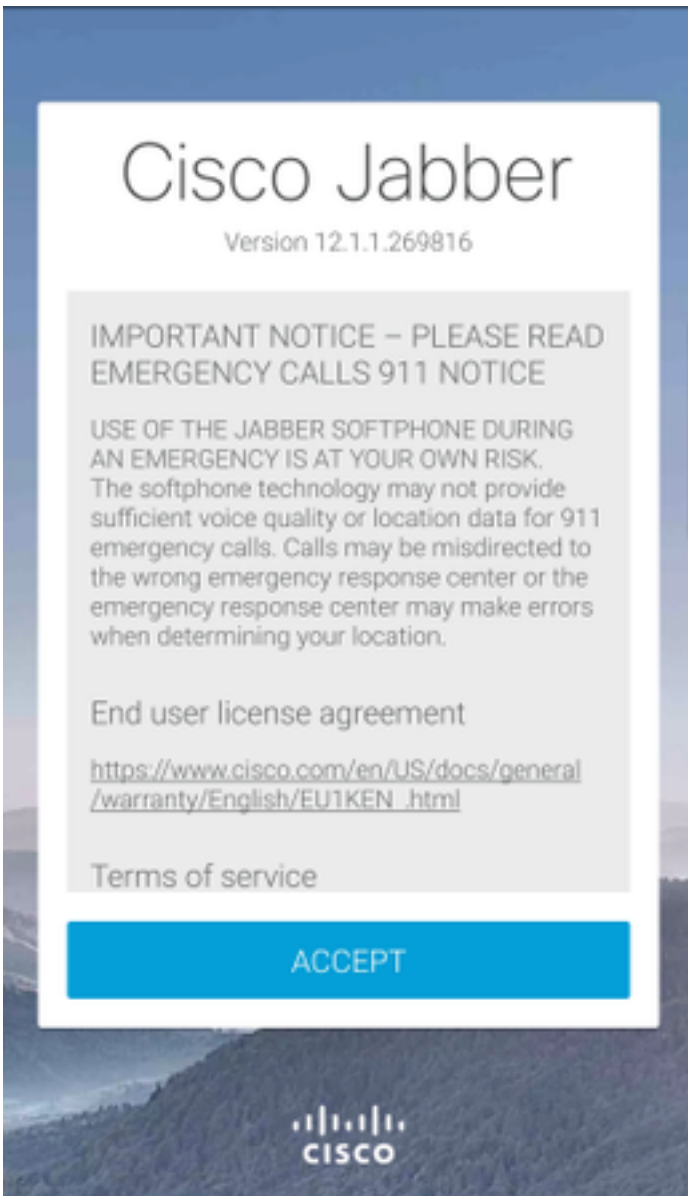 Cisco Jabber
Version 12.1.1.269816
IMPORTANT NOTICE – PLEASE READ
EMERGENCY CALLS 911 NOTICE
USE OF THE JABBER SOFTPHONE DURING
AN EMERGENCY IS AT YOUR OWN RISK.
The softphone technology may not provide
sufficient voice quality or location data for 911
emergency calls. Calls may be misdirected to
the wrong emergency response center or the
emergency response center may make errors
when determining your location.
End user license agreement
https://www.cisco.com/en/US/docs/general
/warranty/English/EU1KEN_.html
Terms of service
ACCEPT
CISCO